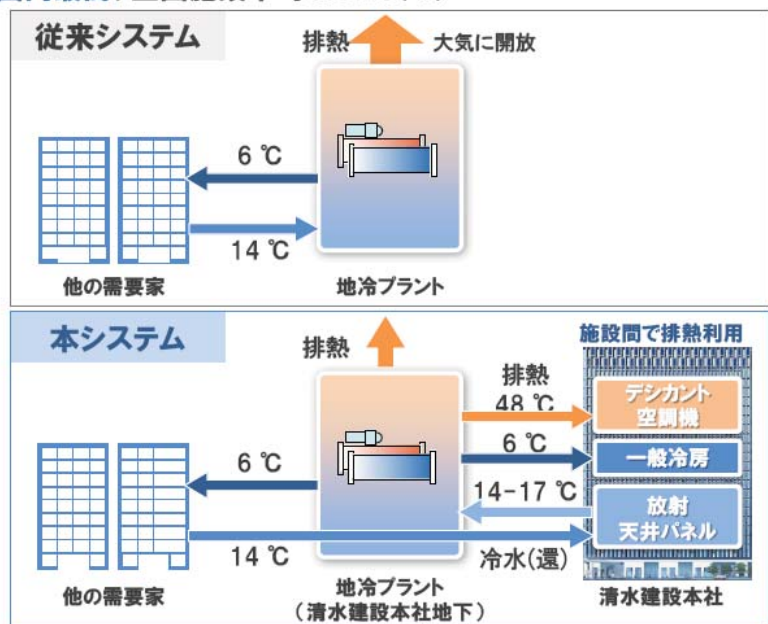 従来システム
排熱
大気に開放
6 ℃
14 ℃
他の需要家
地冷プラント
本システム
排熱
施設間で排熱利用
排熱
48 ℃
デシカント
空調機
6 ℃
6 ℃
一般冷房
14-17 ℃
放射
天井パネル
14 ℃
冷水(還)
他の需要家
地冷プラント
(清水建設本社地下)
清水建設本社